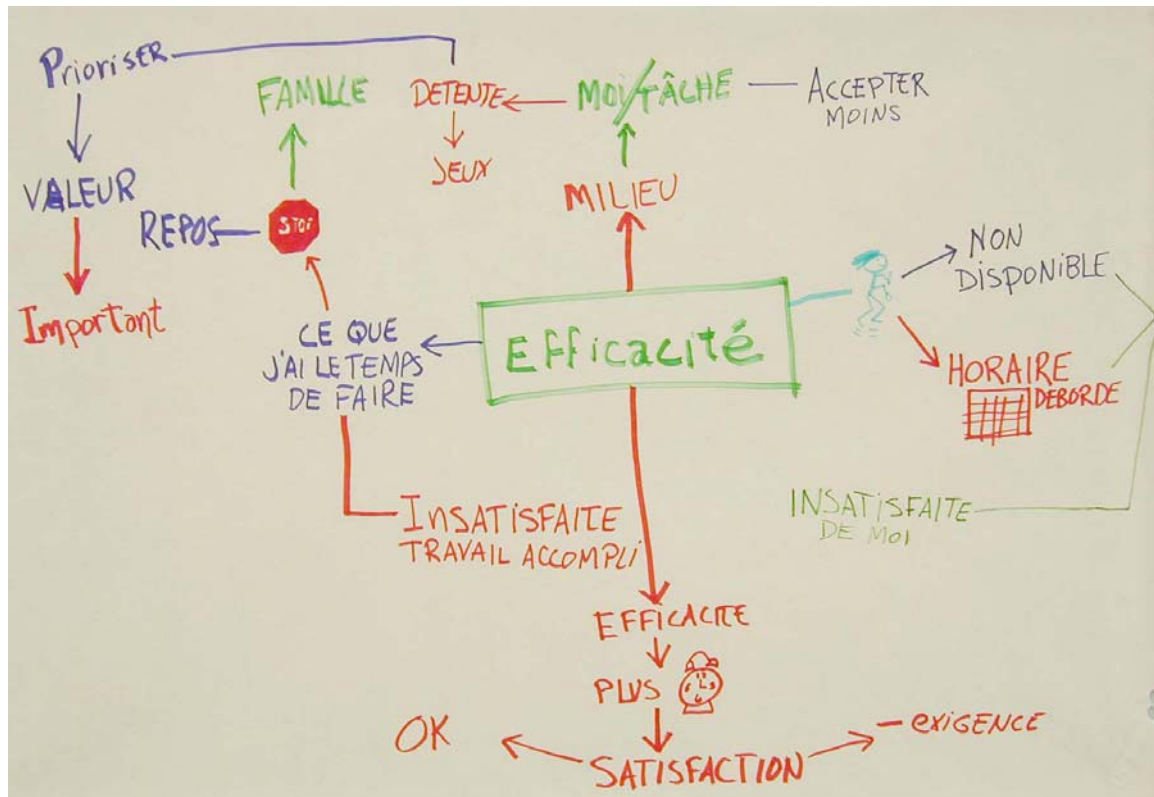 Prioriser
FAMILLE
DETENTE
MOI/TÂCHE
ACCEPTER
MOINS
JEUX
VALEUR
MILIEU
REPOS
STOP
NON
DISPONIBLE
Important
CE QUE
J'AI LE TEMPS
DE FAIRE
Efficacité
HORAIRE
DEBORDE
INSATISFAITE
DE MOI
INSATISFAITE
TRAVAIL ACCOMPLI
EFFICACITE
PLUS
OK
SATISFACTION
- exigence